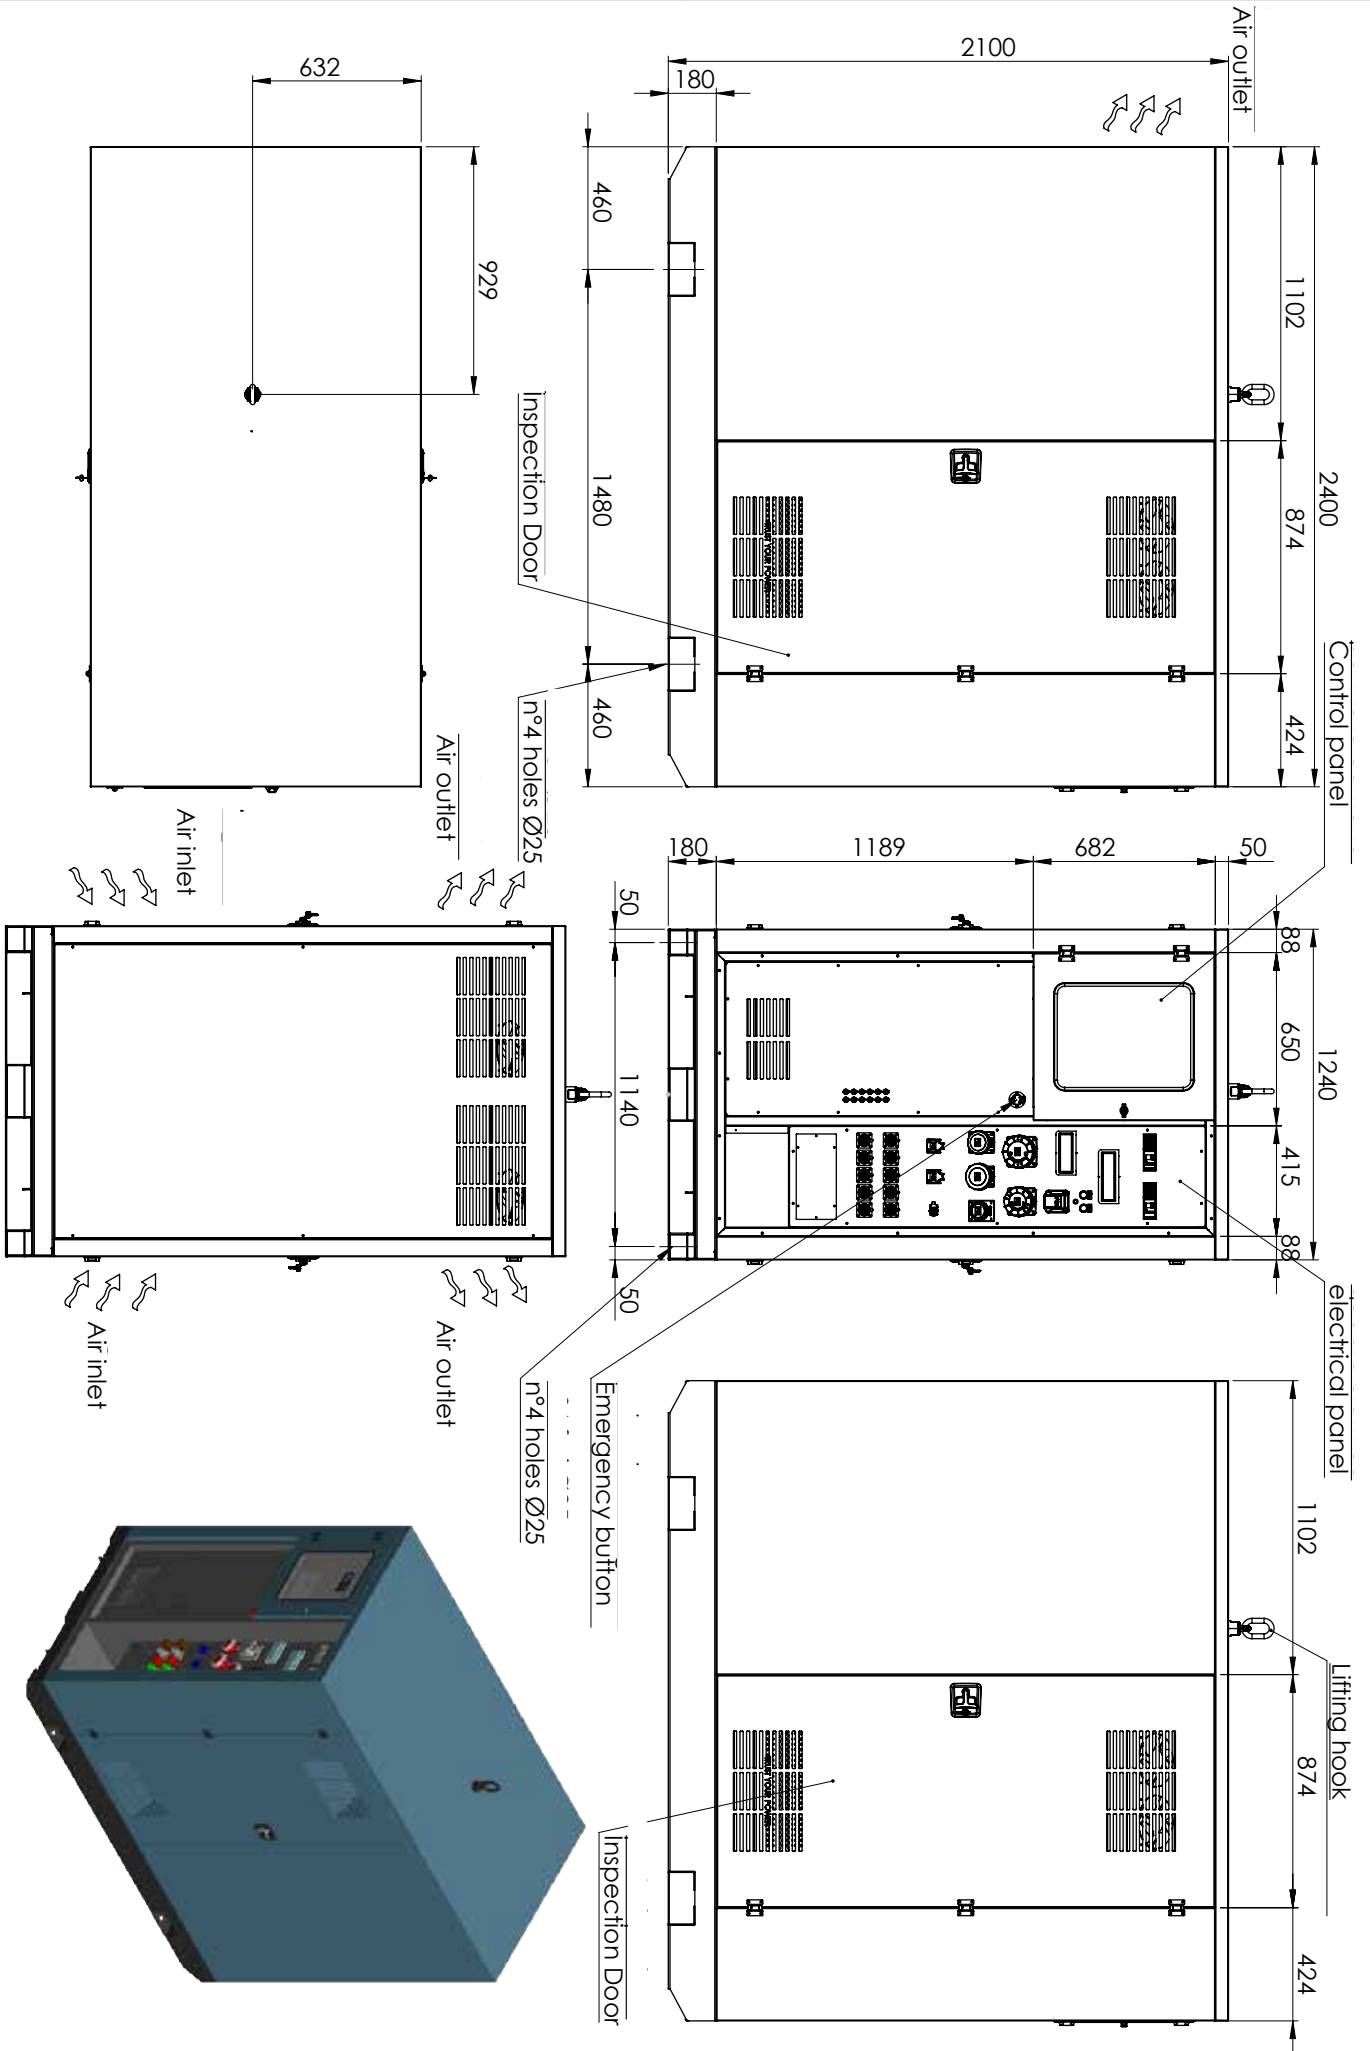 Air outlet
2100
180
2400
1102
874
424
460
1480
460
Inspection Door
n°4 holes Ø25
632
929
Control panel
electrical panel
180
1189
682
50
1240
88
650
415
88
50
1140
50
Emergency button
n°4 holes Ø25
Air outlet
Air inlet
Air outlet
Air inlet
1102
874
424
Lifting hook
Inspection Door